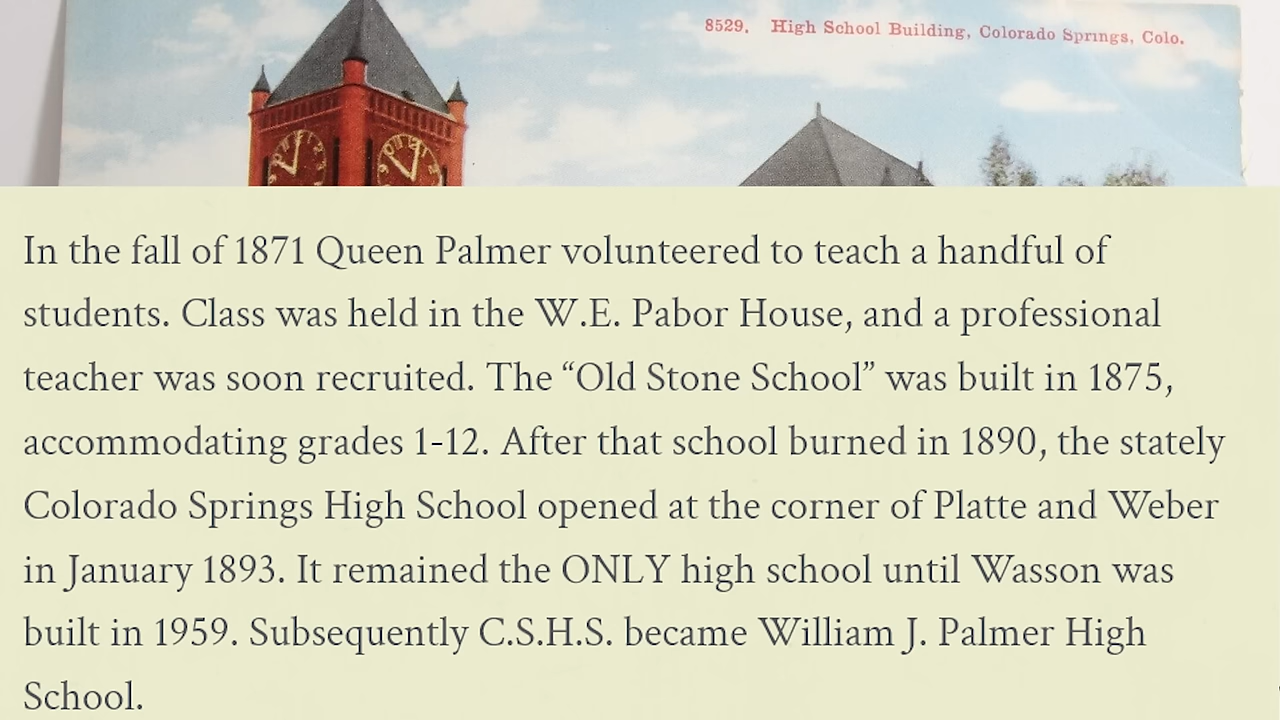 8529. High School Building, Colorado Springs, Colo.
In the fall of 1871 Queen Palmer volunteered to teach a handful of
students. Class was held in the W.E. Pabor House, and a professional
teacher was soon recruited. The “Old Stone School” was built in 1875,
accommodating grades 1-12. After that school burned in 1890, the stately
Colorado Springs High School opened at the corner of Platte and Weber
in January 1893. It remained the ONLY high school until Wasson was
built in 1959. Subsequently C.S.H.S. became William J. Palmer High
School.